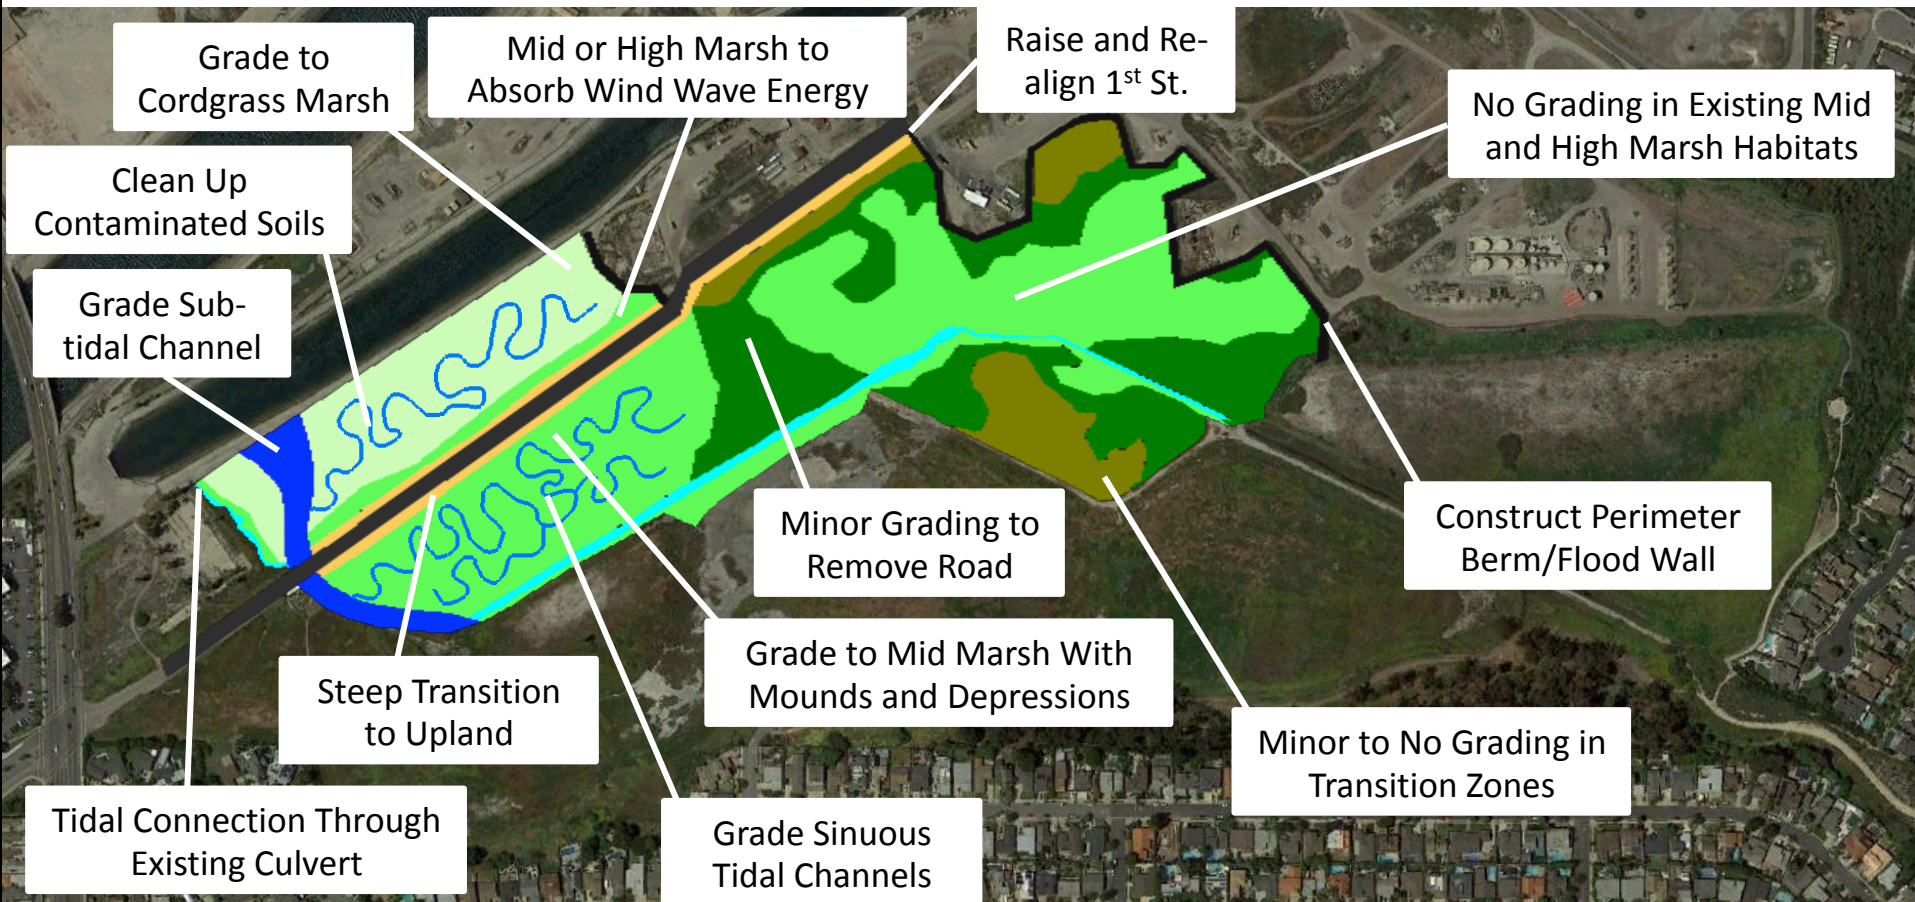 Grade to
Cordgrass Marsh
Mid or High Marsh to
Absorb Wind Wave Energy
Raise and Re-
align 1st St.
No Grading in Existing Mid
and High Marsh Habitats
Clean Up
Contaminated Soils
Grade Sub-
tidal Channel
Minor Grading to
Remove Road
Construct Perimeter
Berm/Flood Wall
Steep Transition
to Upland
Grade to Mid Marsh With
Mounds and Depressions
Minor to No Grading in
Transition Zones
Tidal Connection Through
Existing Culvert
Grade Sinuous
Tidal Channels